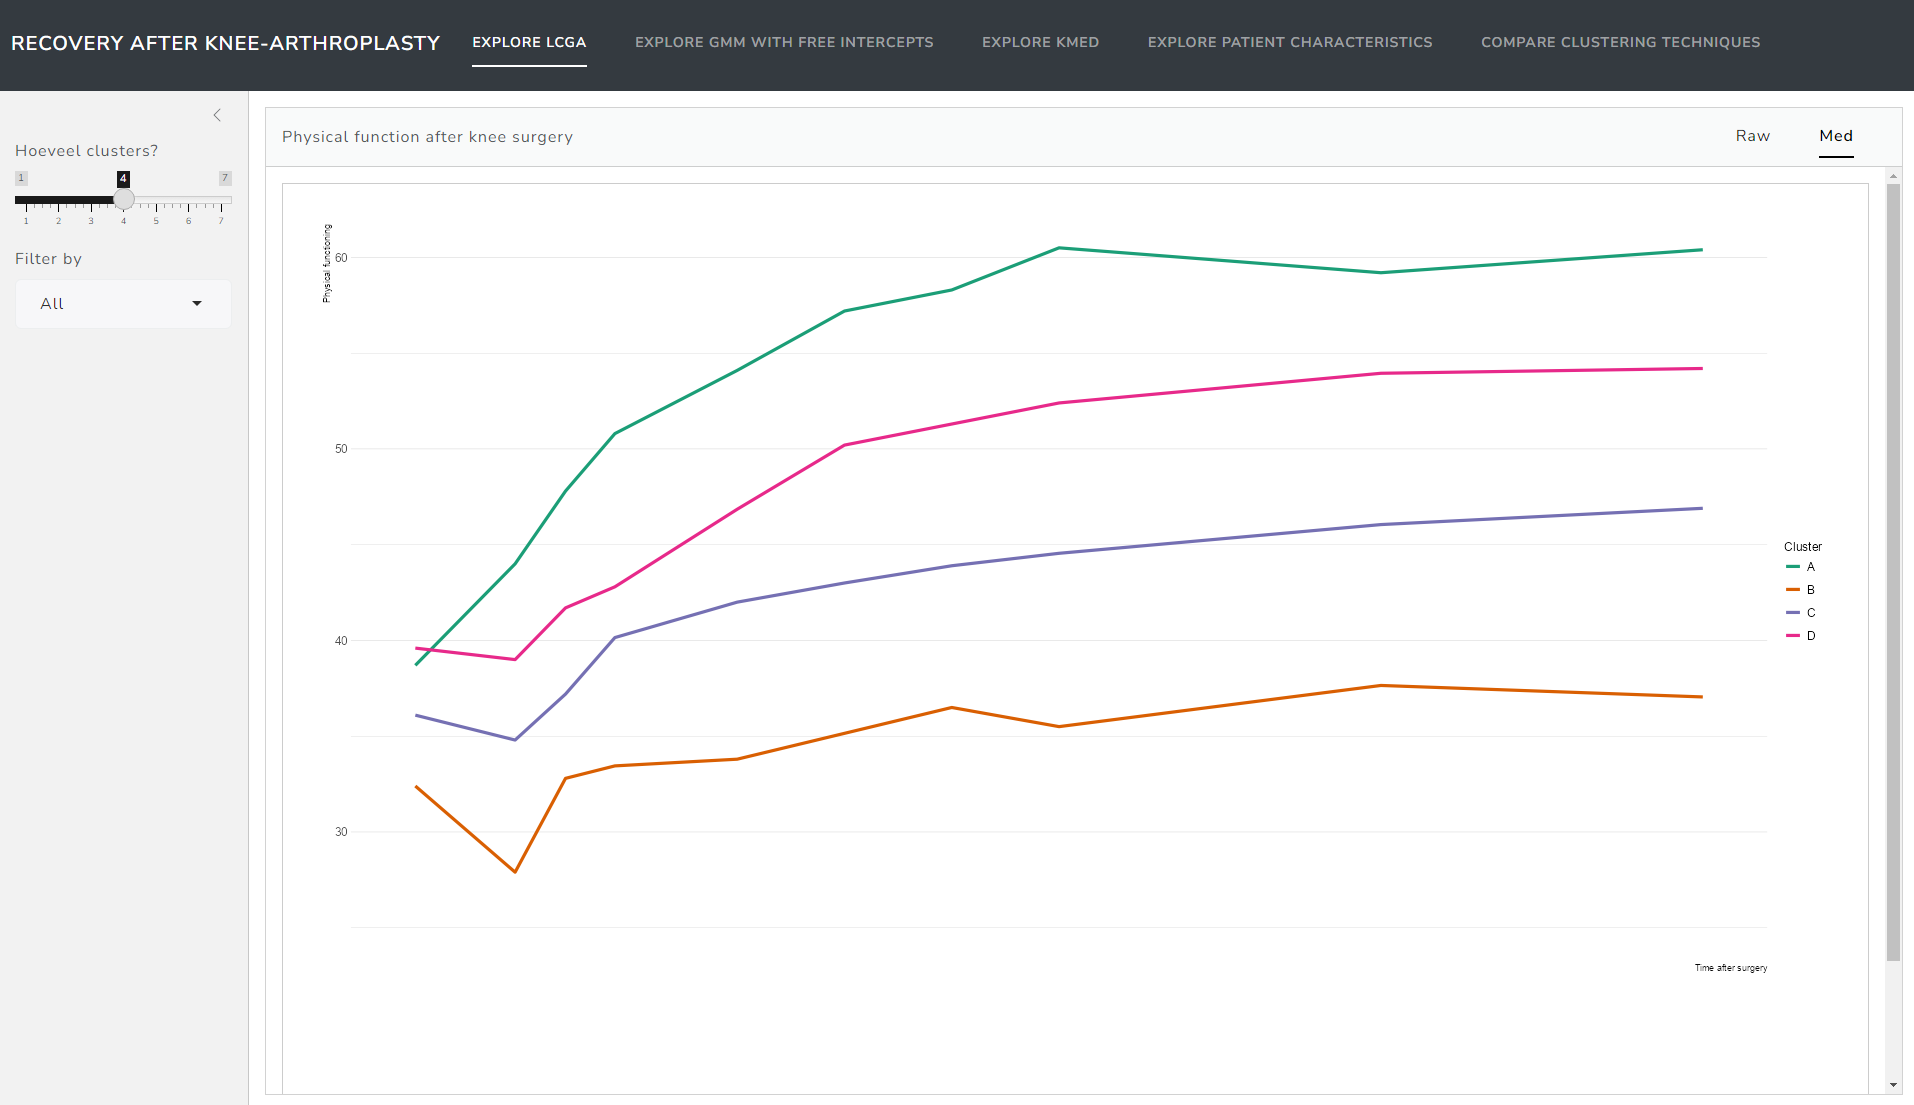 RECOVERY AFTER KNEE-ARTHROPLASTY
EXPLORE LCGA
EXPLORE GMM WITH FREE INTERCEPTS
EXPLORE KMED
EXPLORE PATIENT CHARACTERISTICS
COMPARE CLUSTERING TECHNIQUES
Hoeveel clusters?
1
4
7
1 2 3 4 5 6 7
Filter by
All
Physical function after knee surgery
Raw
Med
Physical functioning
60
50
40
30
Time after surgery
Cluster
A
B
C
D